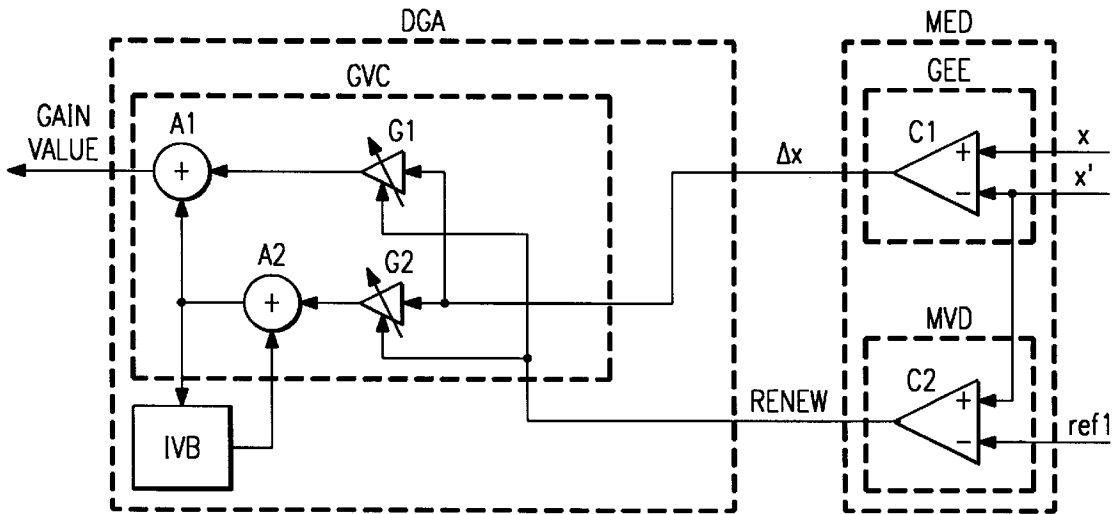 DGA
MED
GVC
GEE
GAIN
VALUE
A1
G1
C1
+
+
−
Δx
x
x'
A2
G2
+
MVD
C2
+
−
RENEW
ref1
IVB